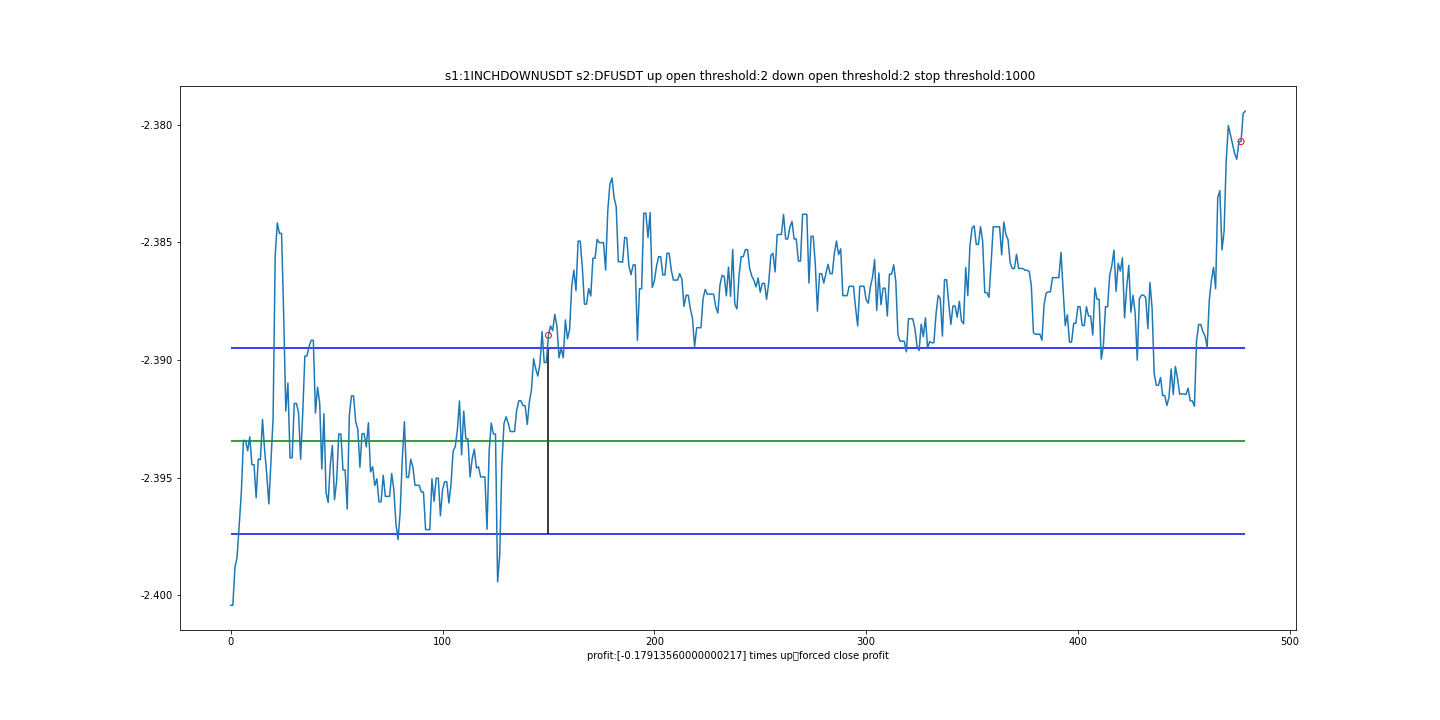 s1:1INCHDOWNUSDT s2:DFUSDT up open threshold:2 down open threshold:2 stop threshold:1000
-2.380
-2.385
-2.390
-2.395
-2.400
0 100 200 300 400 500
profit:[-0.17913560000000217] times up▯forced close profit